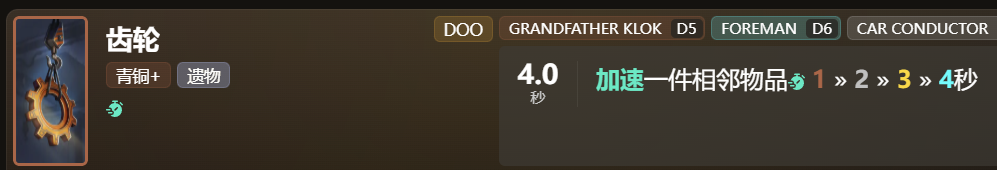 齿轮
DOO
GRANDFATHER KLOK D5
FOREMAN D6
CAR CONDUCTOR
青铜+
遗物
4.0
秒
加速一件相邻物品 1 » 2 » 3 » 4秒